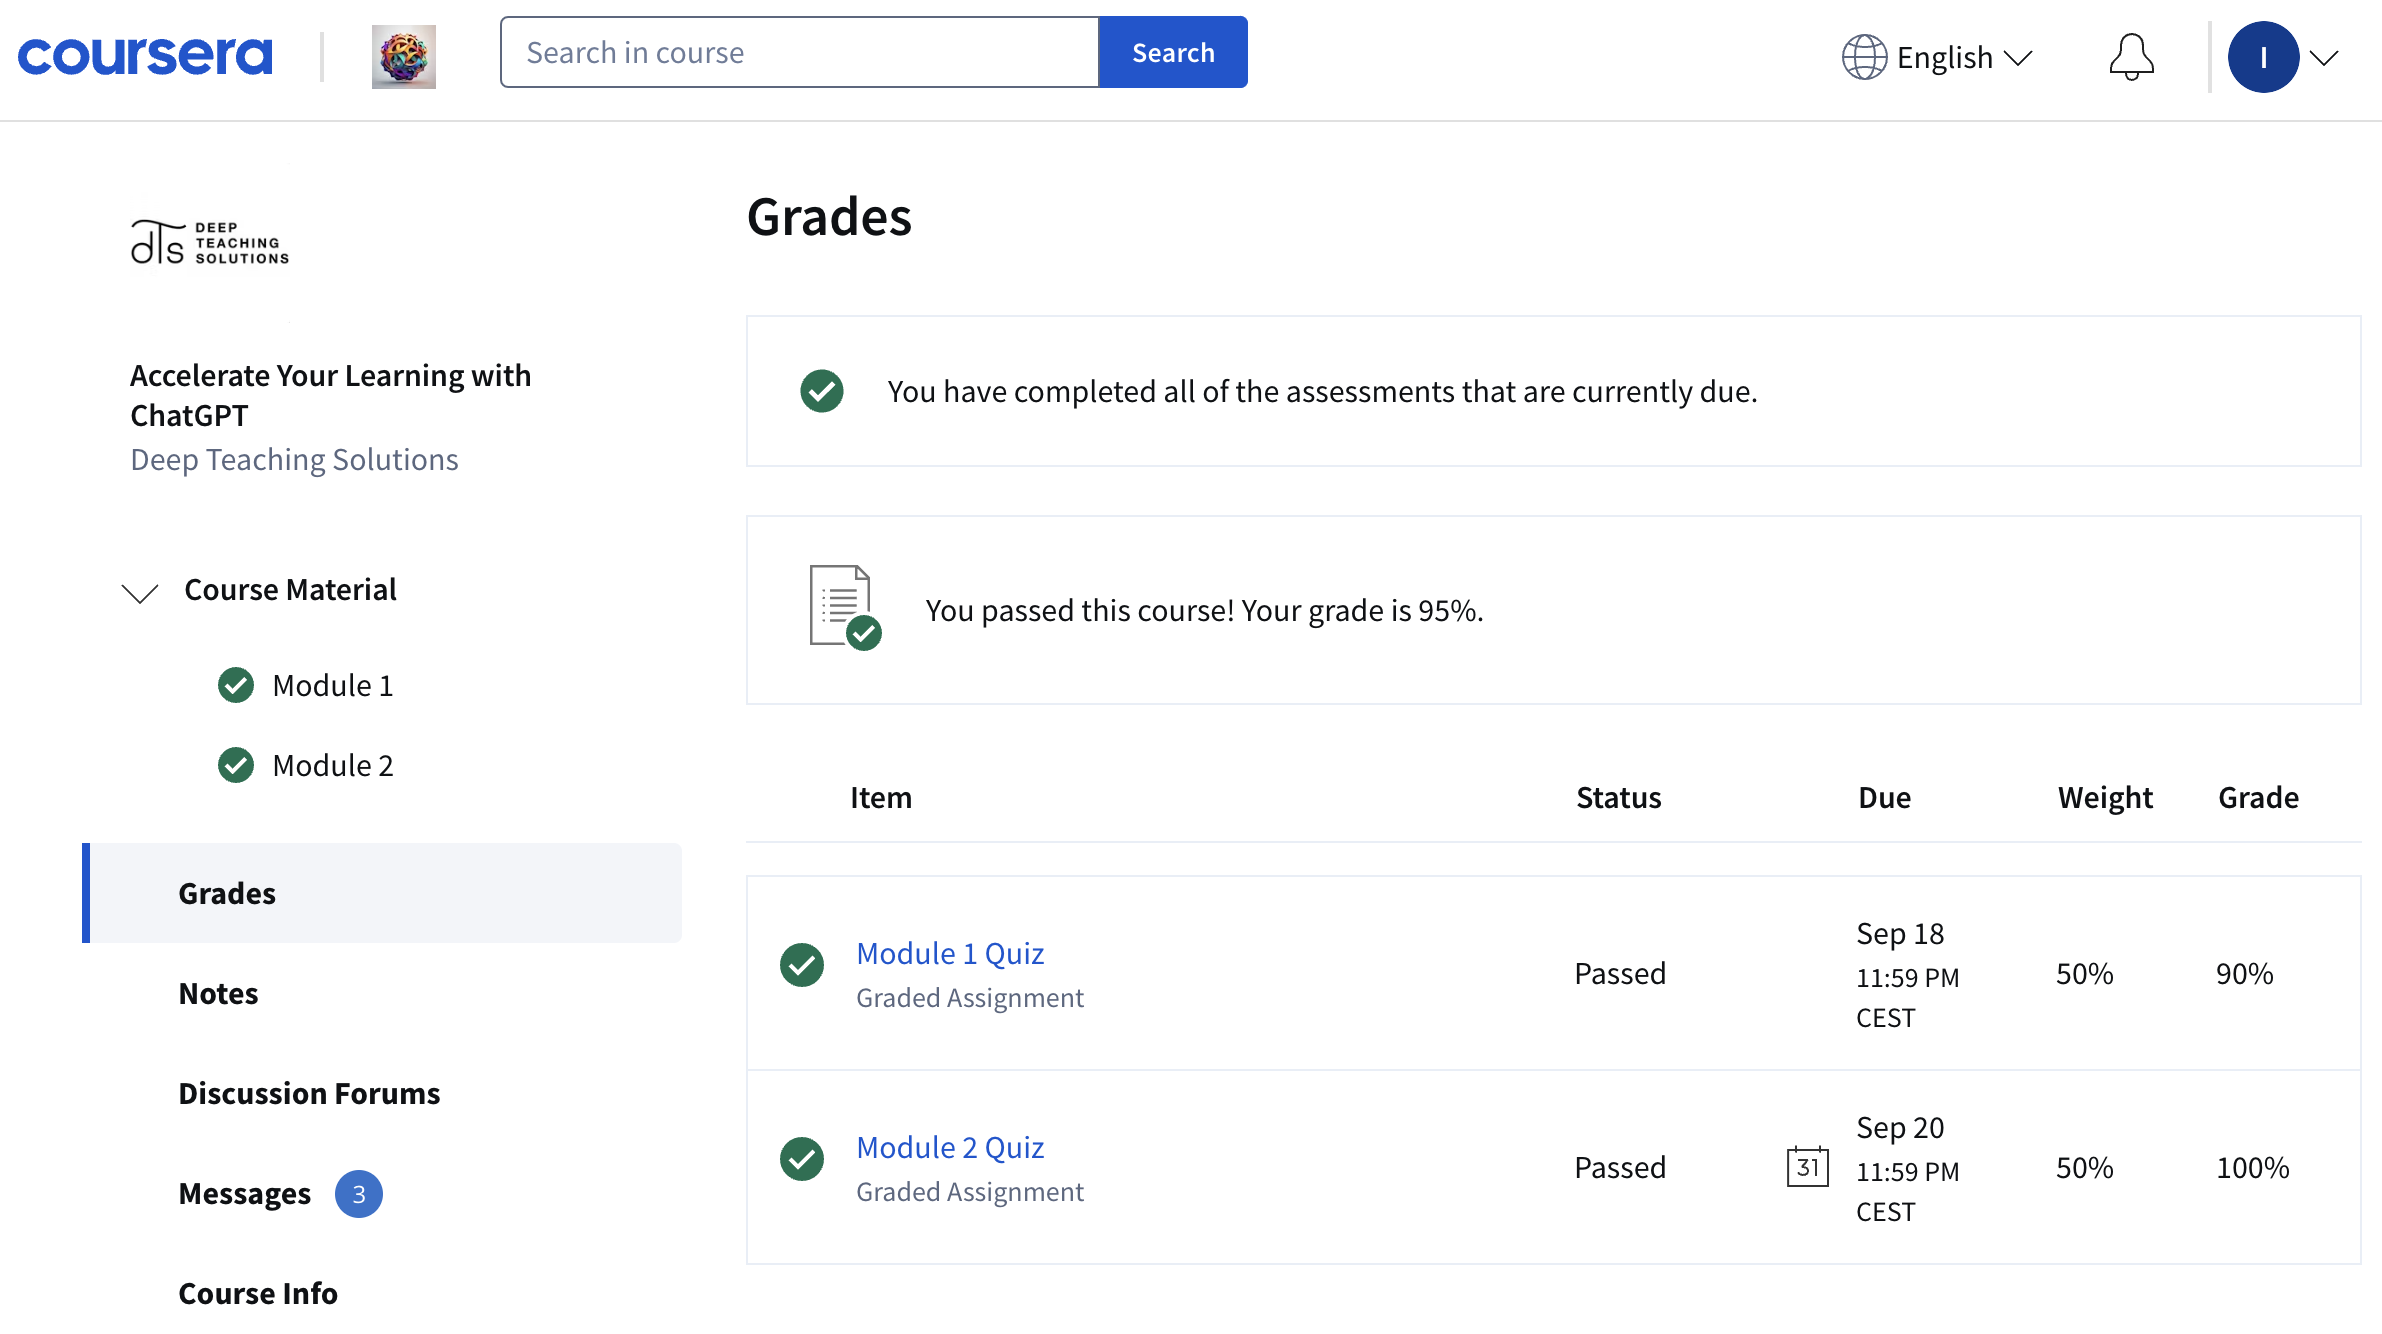 coursera
Search in course
Search
English
I
DTS DEEP
TEACHING
SOLUTIONS
Accelerate Your Learning with
ChatGPT
Deep Teaching Solutions
Course Material
Module 1
Module 2
Grades
Notes
Discussion Forums
Messages 3
Course Info
Grades
You have completed all of the assessments that are currently due.
You passed this course! Your grade is 95%.
Item Status Due Weight Grade
Module 1 Quiz
Graded Assignment
Passed
Sep 18
11:59 PM
CEST
50%
90%
Module 2 Quiz
Graded Assignment
Passed
31
Sep 20
11:59 PM
CEST
50%
100%